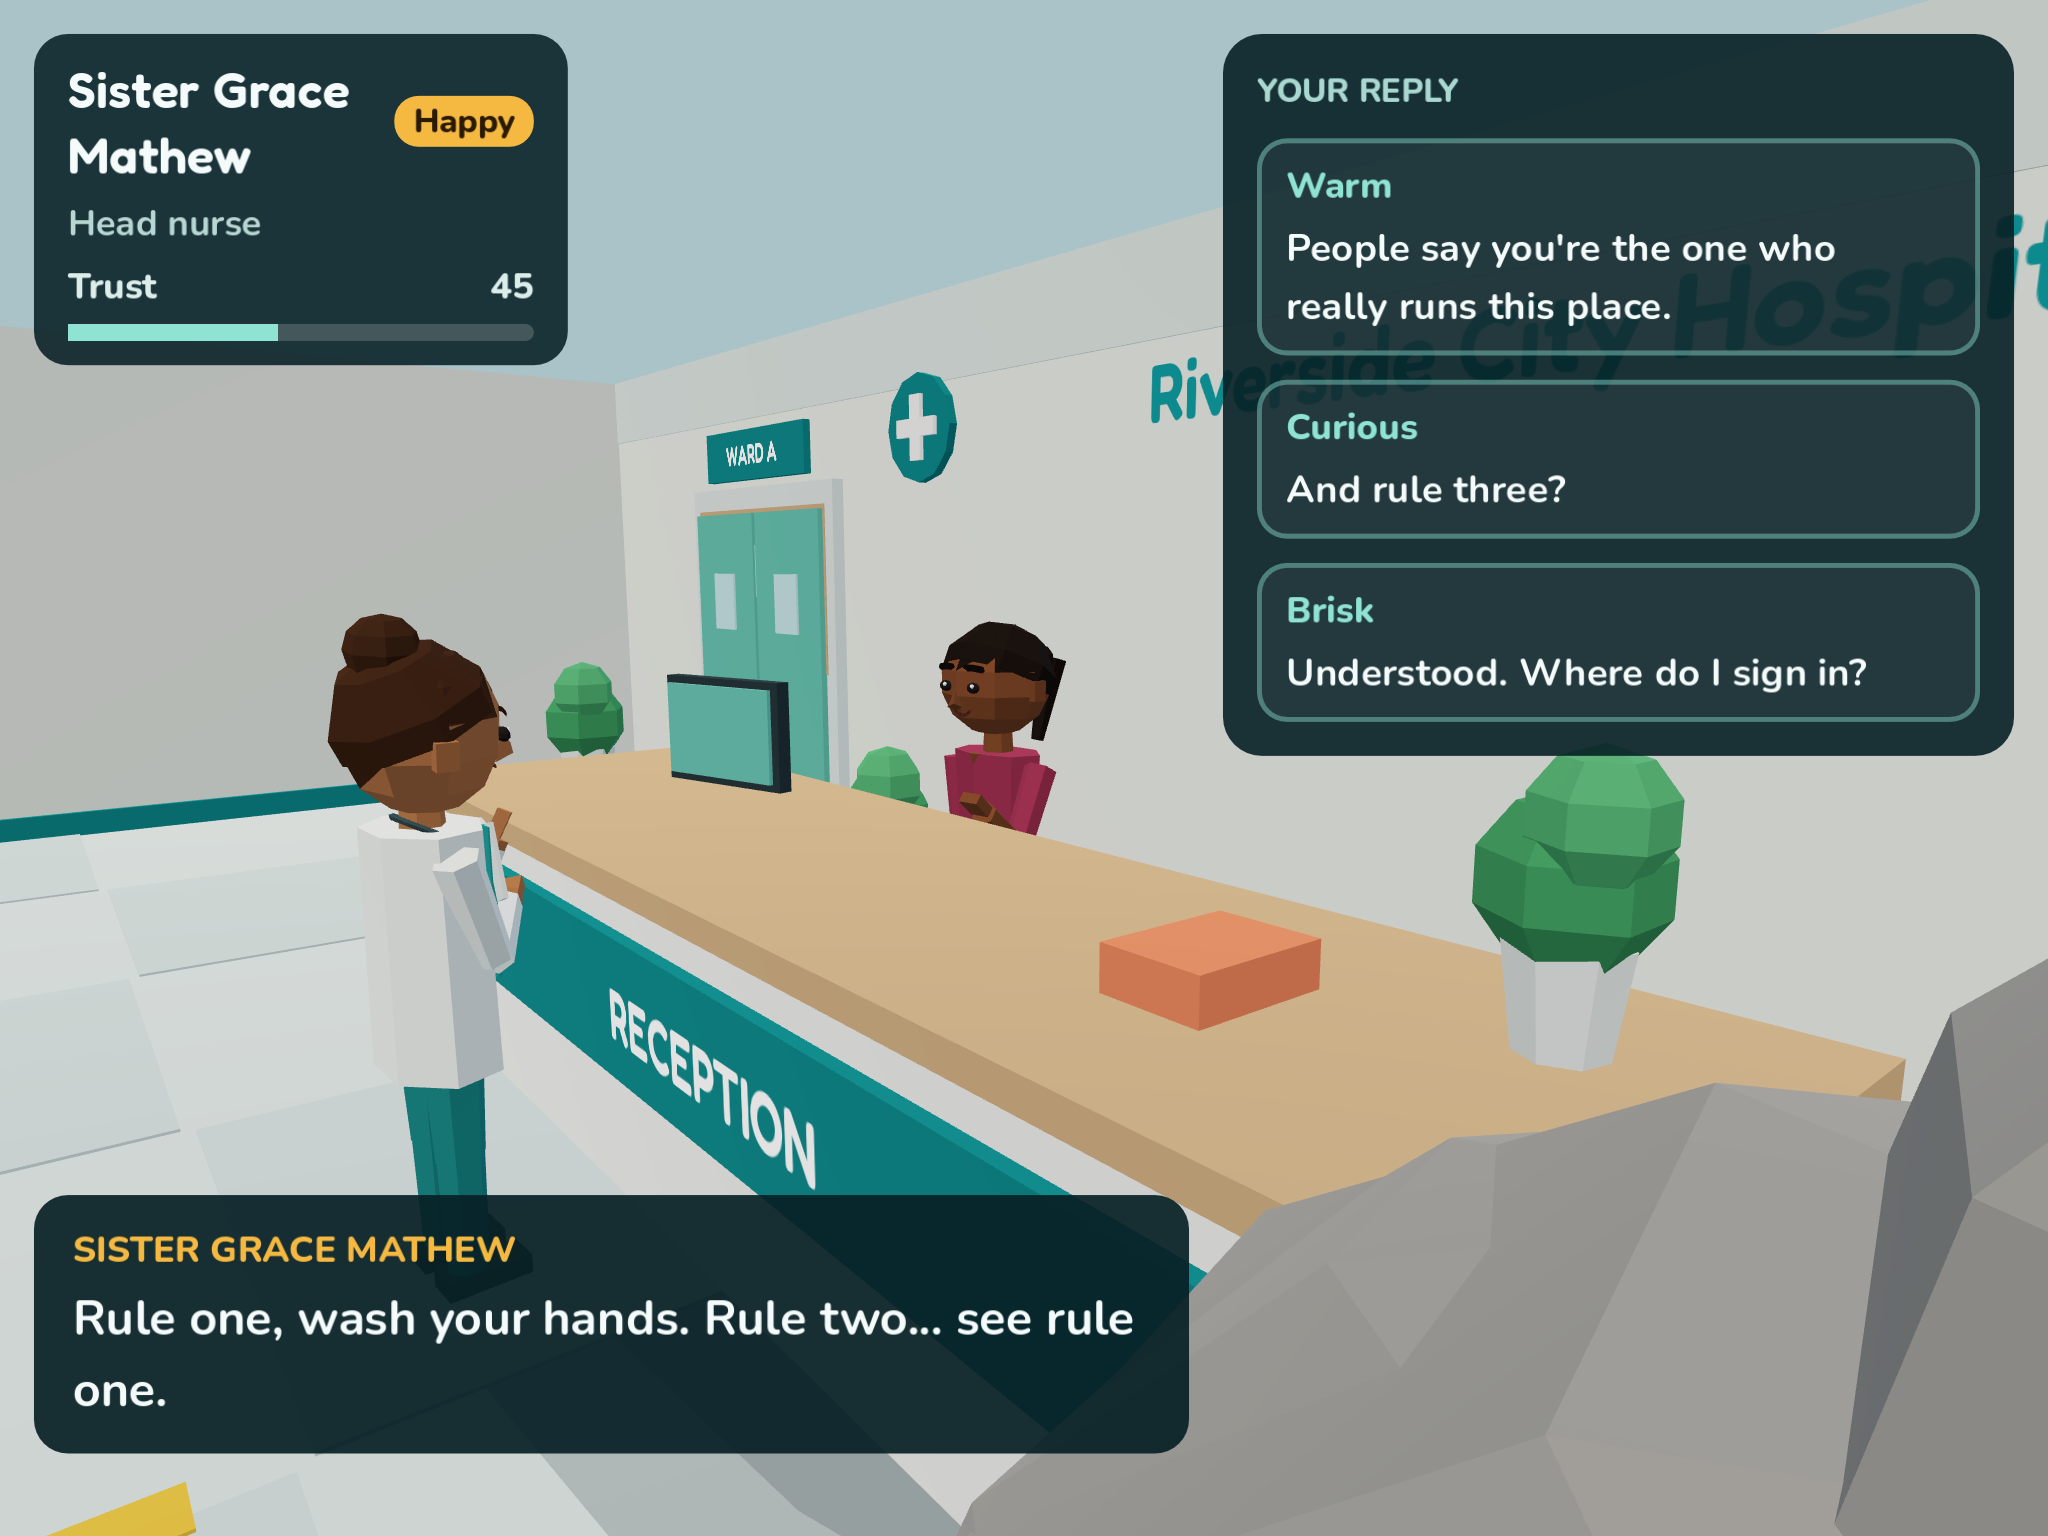 Sister Grace
Mathew
Happy
Head nurse
Trust 45
YOUR REPLY
Warm
People say you're the one who
really runs this place.
Curious
And rule three?
Brisk
Understood. Where do I sign in?
Riverside City Hospit
WARD A
RECEPTION
SISTER GRACE MATHEW
Rule one, wash your hands. Rule two... see rule
one.